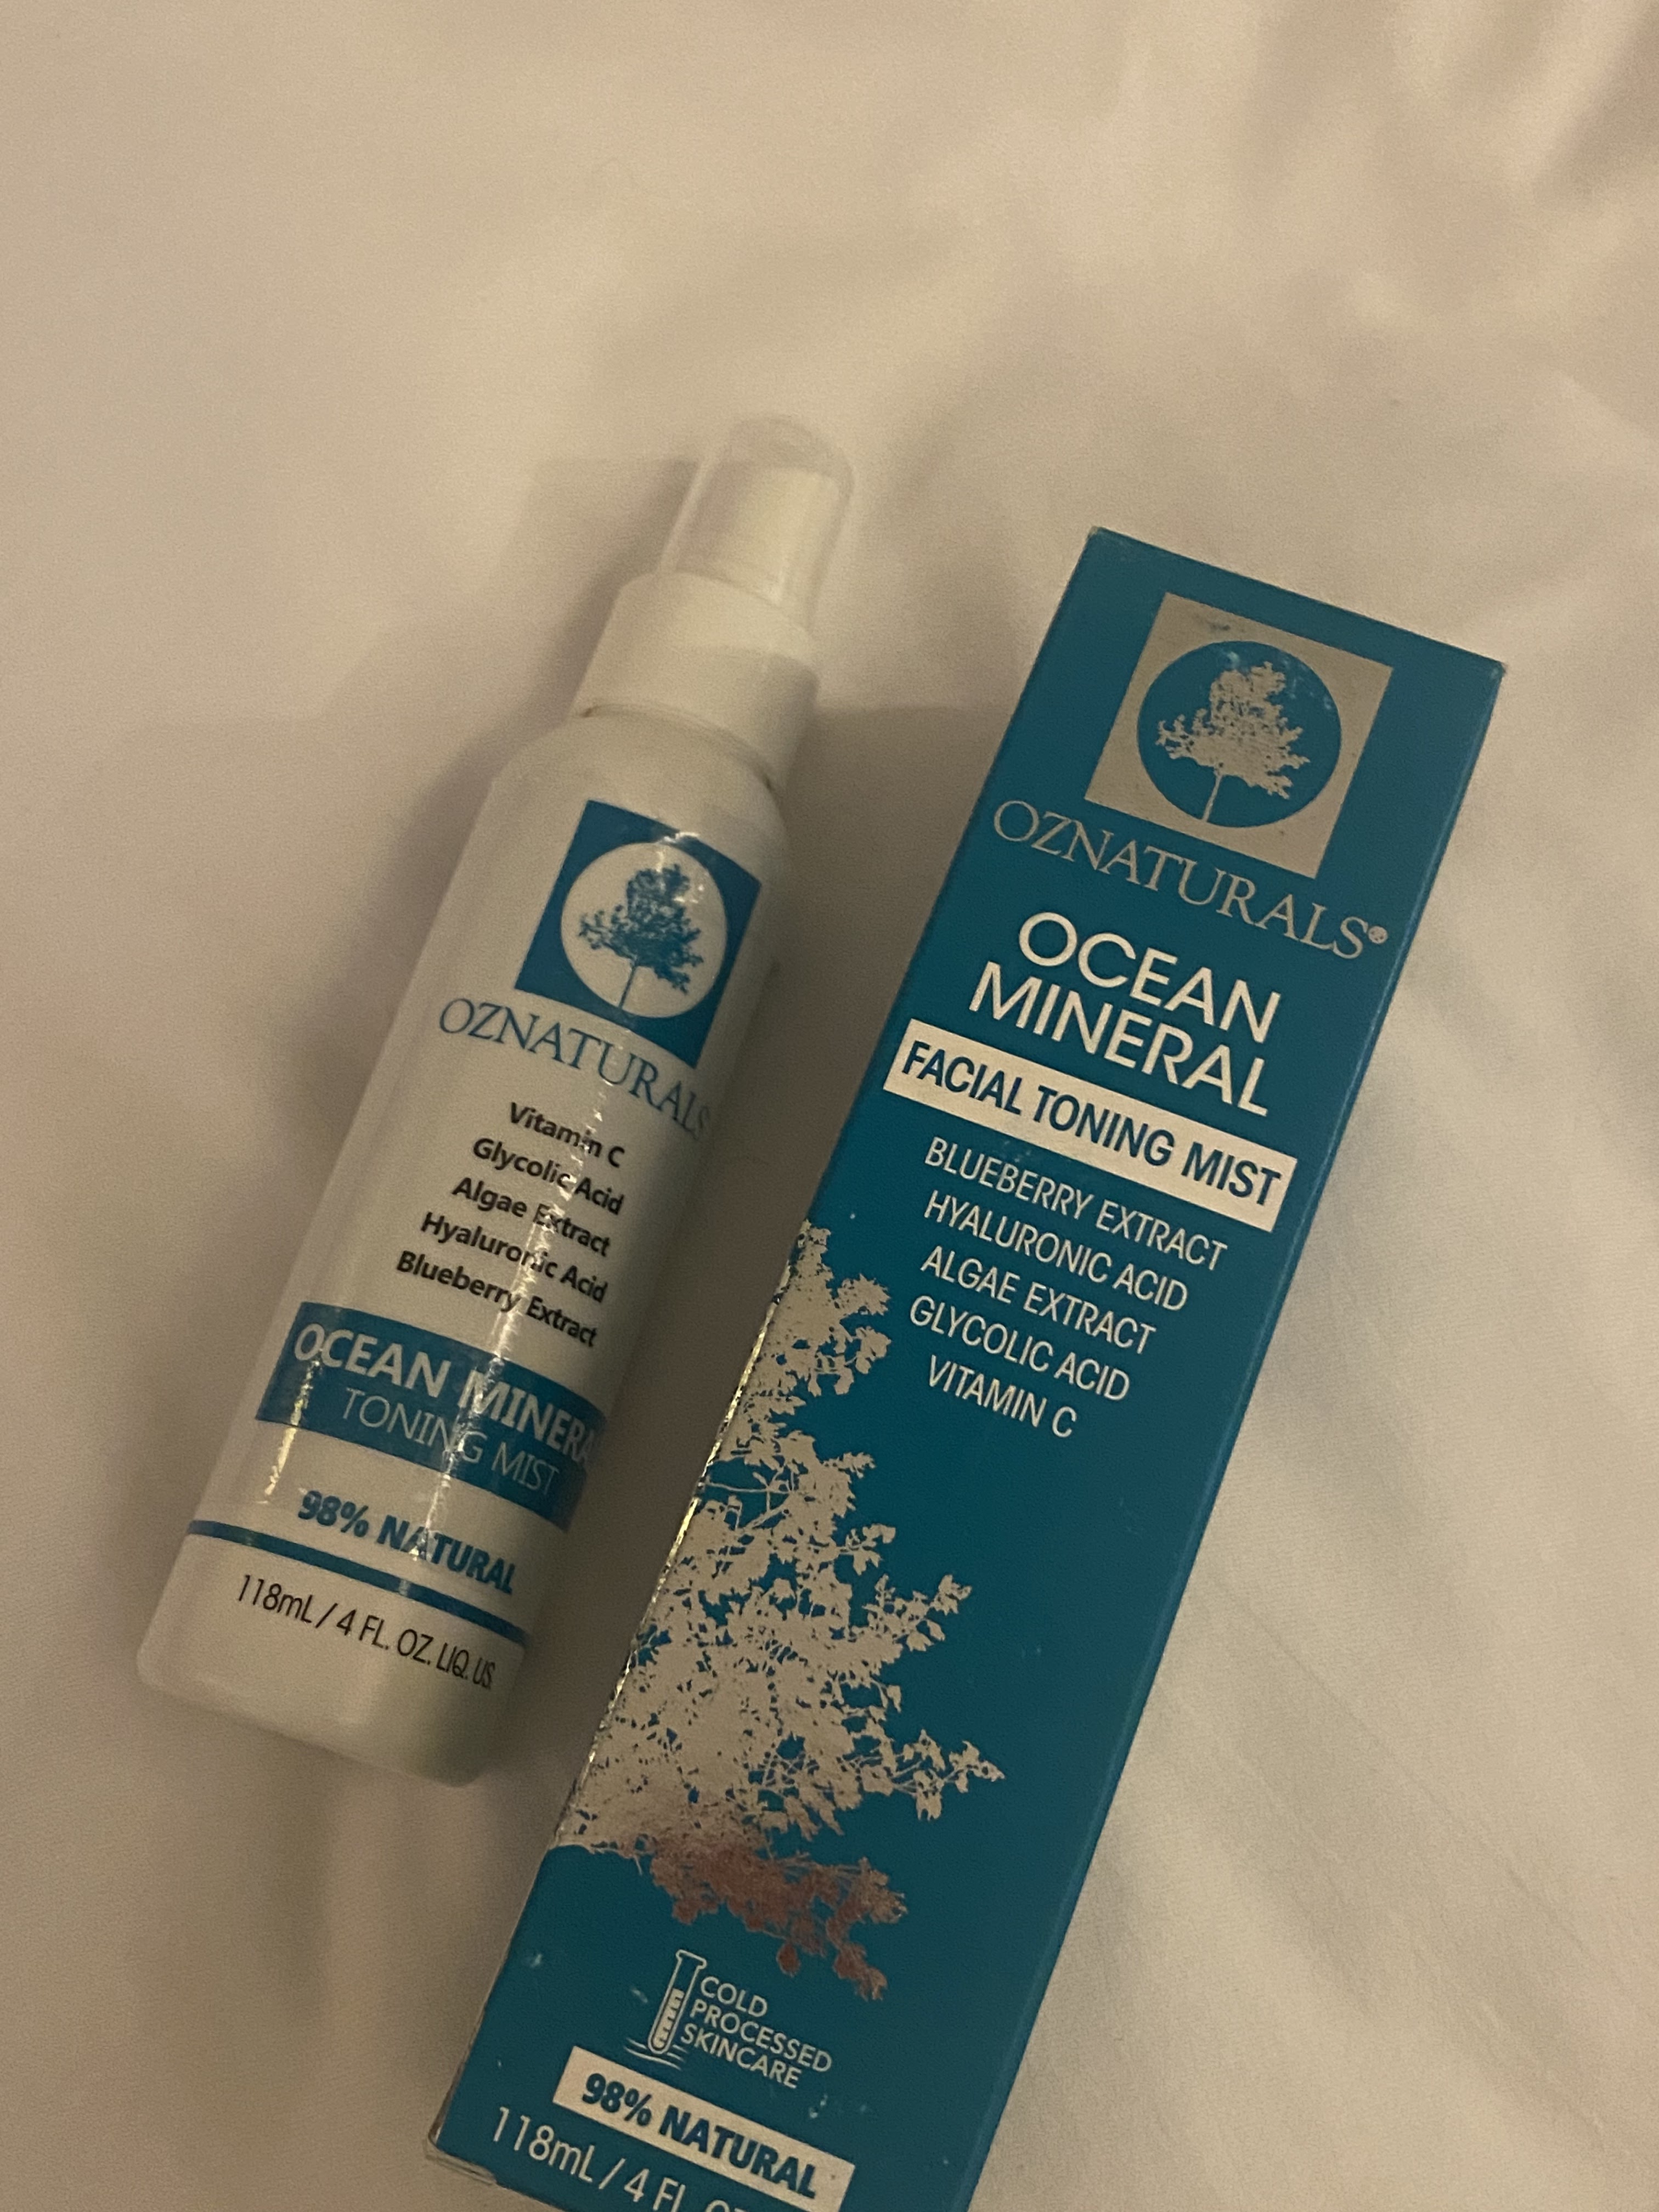 OZNATURALS
Vitamin C
Glycolic Acid
Algae Extract
Hyaluronic Acid
Blueberry Extract
OCEAN MINERA
TONING MIST
98% NATURAL
118mL / 4 FL. OZ. LIQ. US.
OZNATURALS®
OCEAN
MINERAL
FACIAL TONING MIST
BLUEBERRY EXTRACT
HYALURONIC ACID
ALGAE EXTRACT
GLYCOLIC ACID
VITAMIN C
COLD
PROCESSED
SKINCARE
98% NATURAL
118mL / 4 FL. OZ